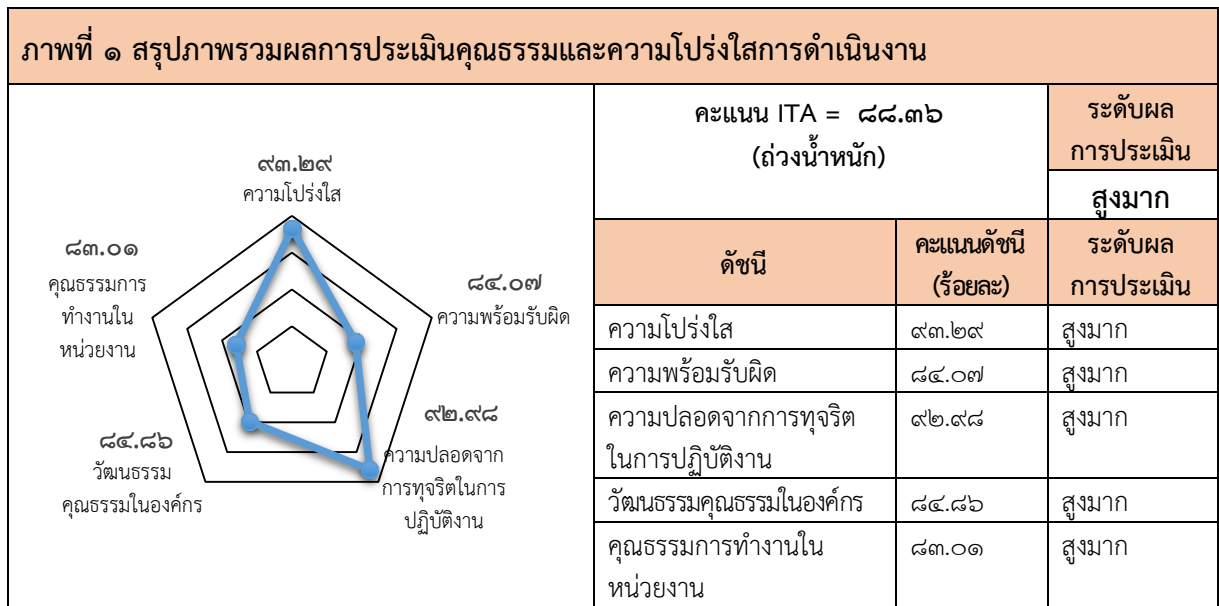 ภาพที่ ๑ สรุปภาพรวมผลการประเมินคุณธรรมและความโปร่งใสการดำเนินงาน
๙๓.๒๙
ความโปร่งใส
๘๔.๐๗
ความพร้อมรับผิด
๙๒.๙๘
ความปลอดจาก
การทุจริตในการ
ปฏิบัติงาน
๘๔.๘๖
วัฒนธรรม
คุณธรรมในองค์กร
๘๓.๐๑
คุณธรรมการ
ทำงานใน
หน่วยงาน
คะแนน ITA = ๘๘.๓๖
(ถ่วงน้ำหนัก)
ระดับผล
การประเมิน
สูงมาก
ดัชนี
คะแนนดัชนี
(ร้อยละ)
ระดับผล
การประเมิน
ความโปร่งใส ๙๓.๒๙ สูงมาก
ความพร้อมรับผิด ๘๔.๐๗ สูงมาก
ความปลอดจากการทุจริต ๙๒.๙๘ สูงมาก
ในการปฏิบัติงาน
วัฒนธรรมคุณธรรมในองค์กร ๘๔.๘๖ สูงมาก
คุณธรรมการทำงานใน ๘๓.๐๑ สูงมาก
หน่วยงาน